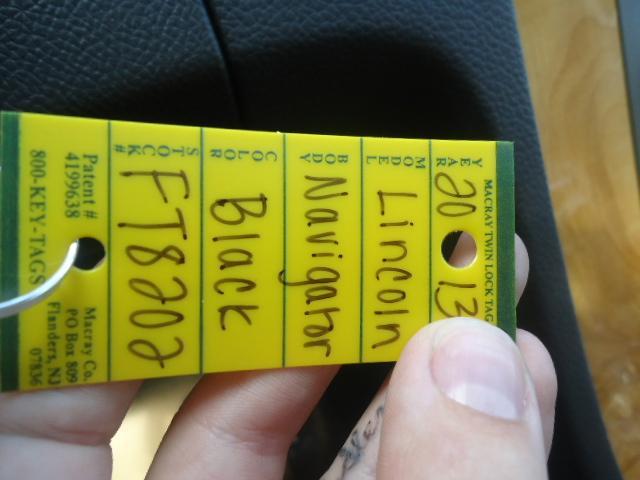 MACRAY TWIN LOCK TAG
YEAR 2013
MODEL Lincoln
BODY Navigator
COLOR Black
STOCK# FT8202
Patent # Macray Co.
4199638 PO Box 809
800-KEY-TAGS Flanders, NJ
07836